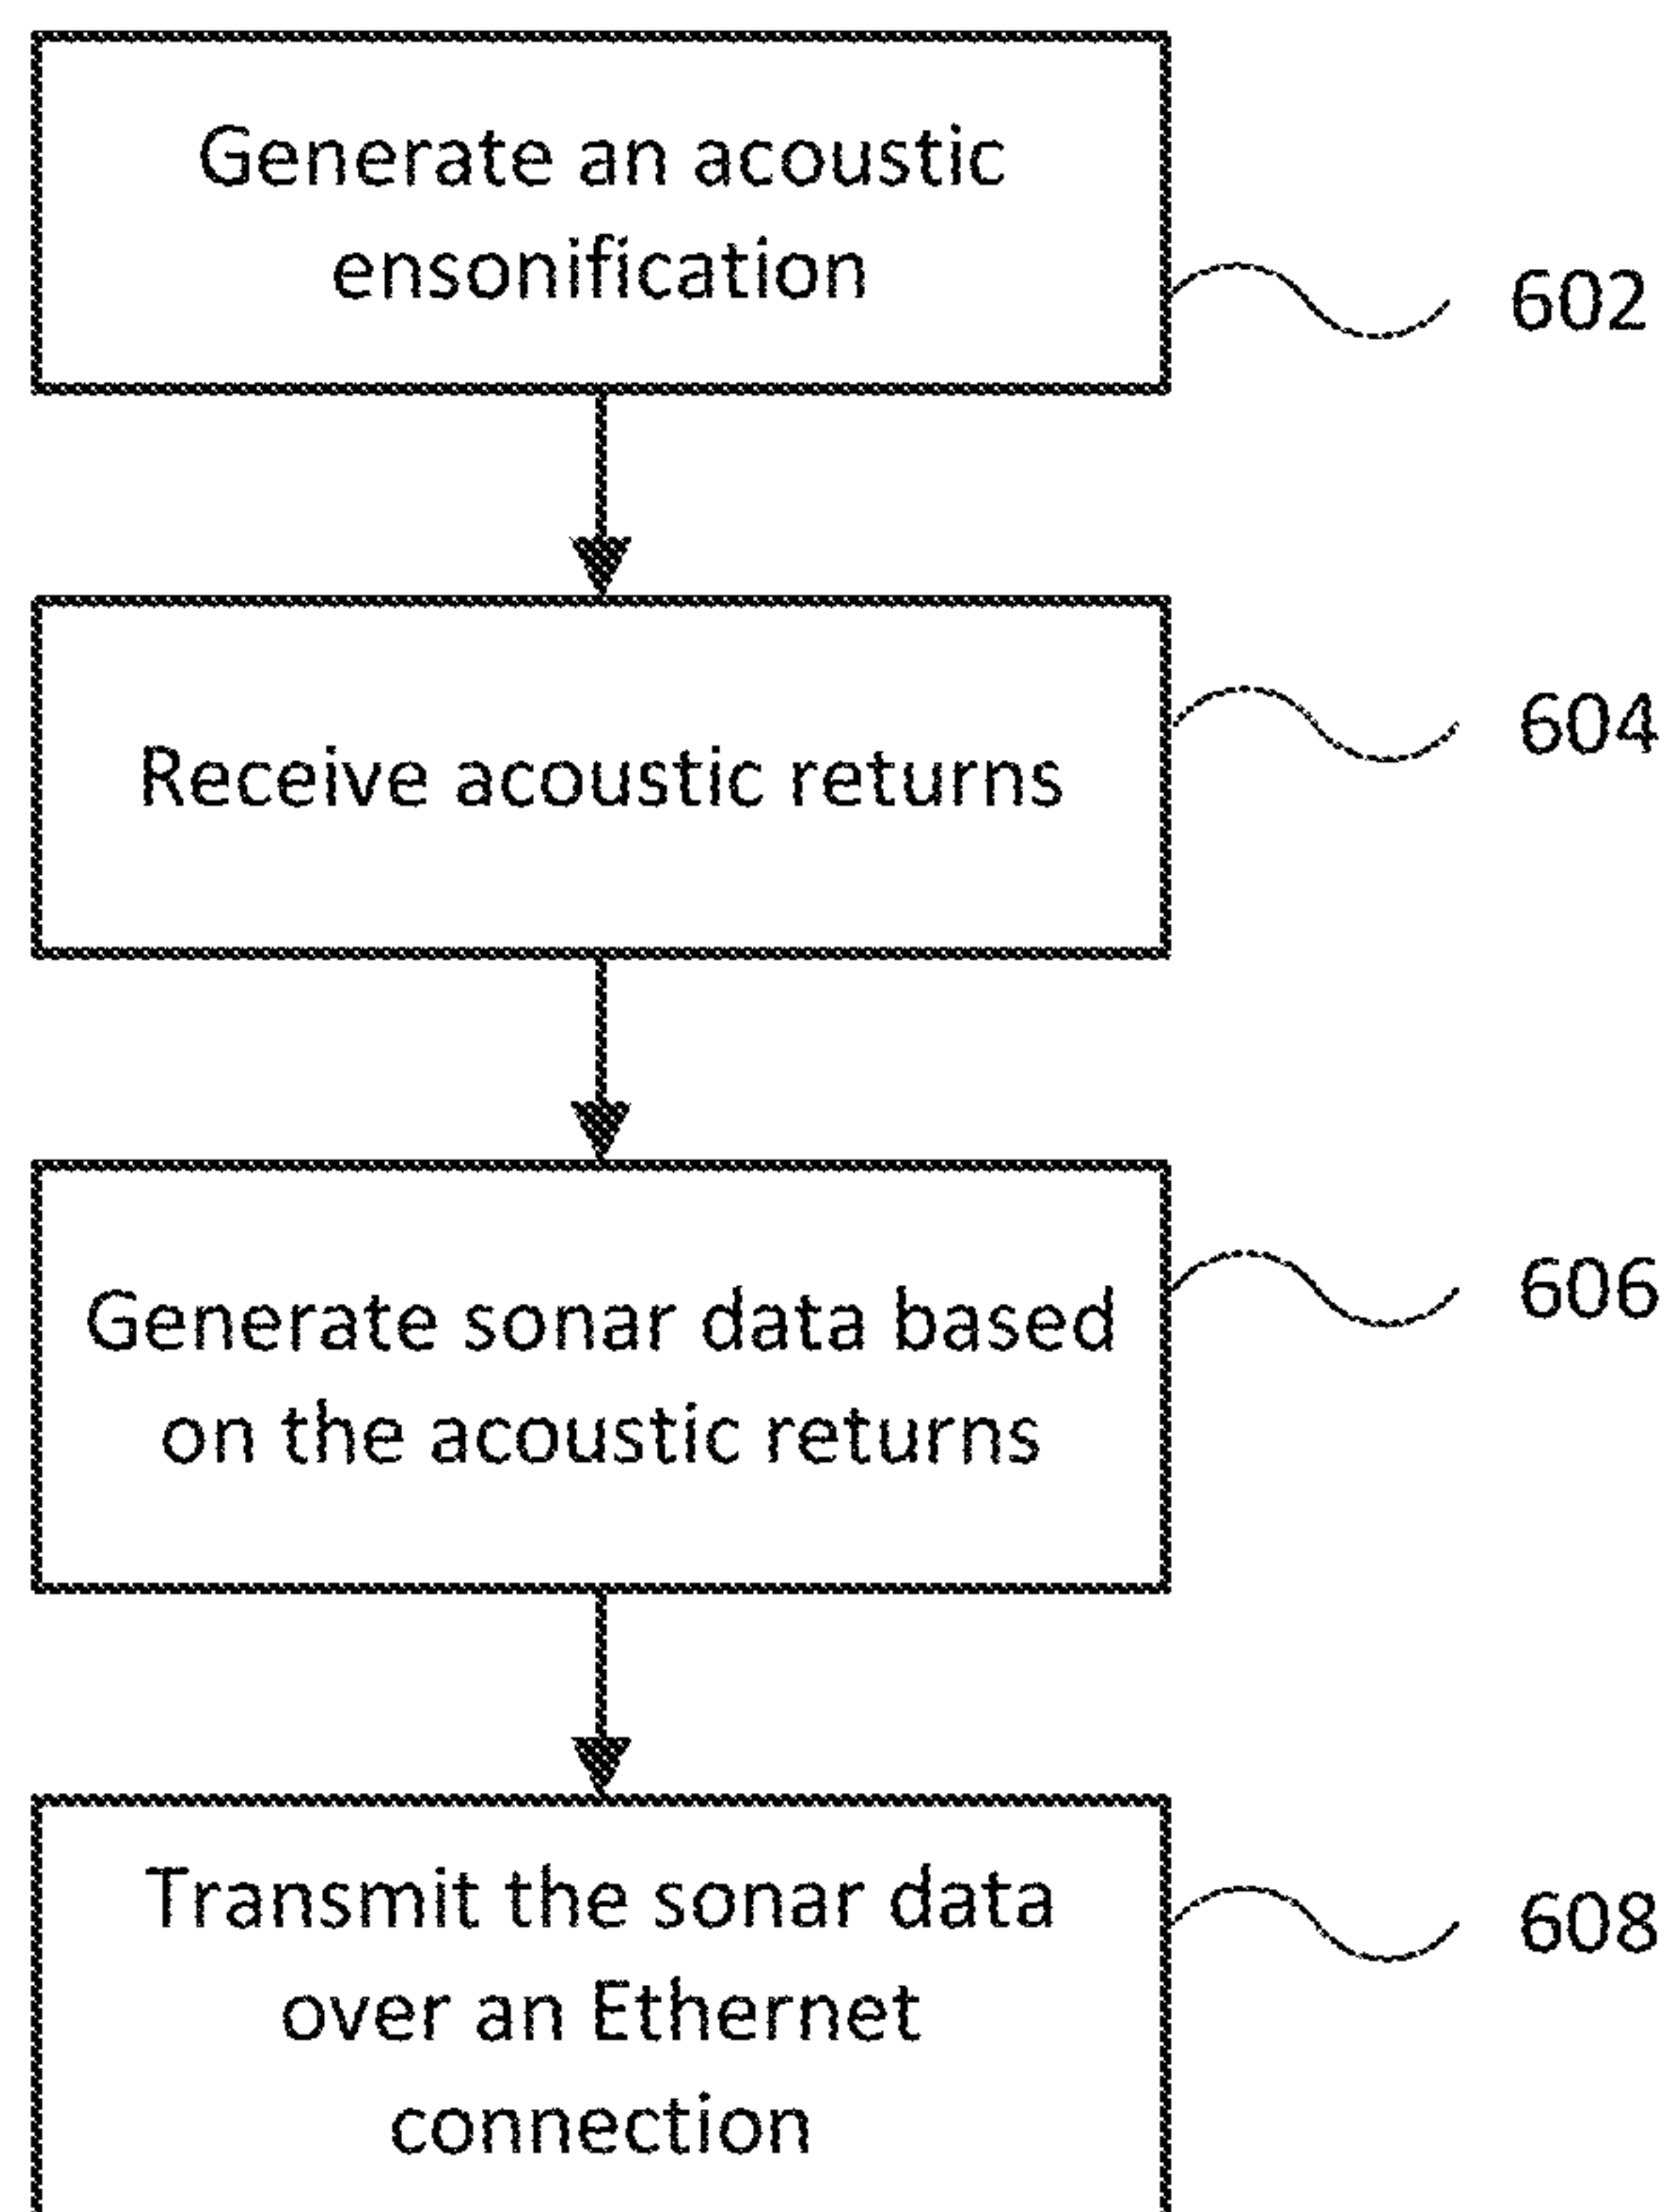 Generate an acoustic
ensonification
602
Receive acoustic returns
604
Generate sonar data based
on the acoustic returns
606
Transmit the sonar data
over an Ethernet
connection
608